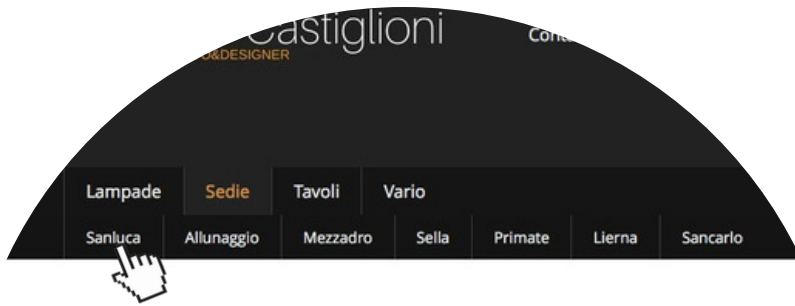 Castiglioni
&DESIGNER
Lampade Sedie Tavoli Vario
Sanluca Allunaggio Mezzadro Sella Primate Lierna Sancarlo